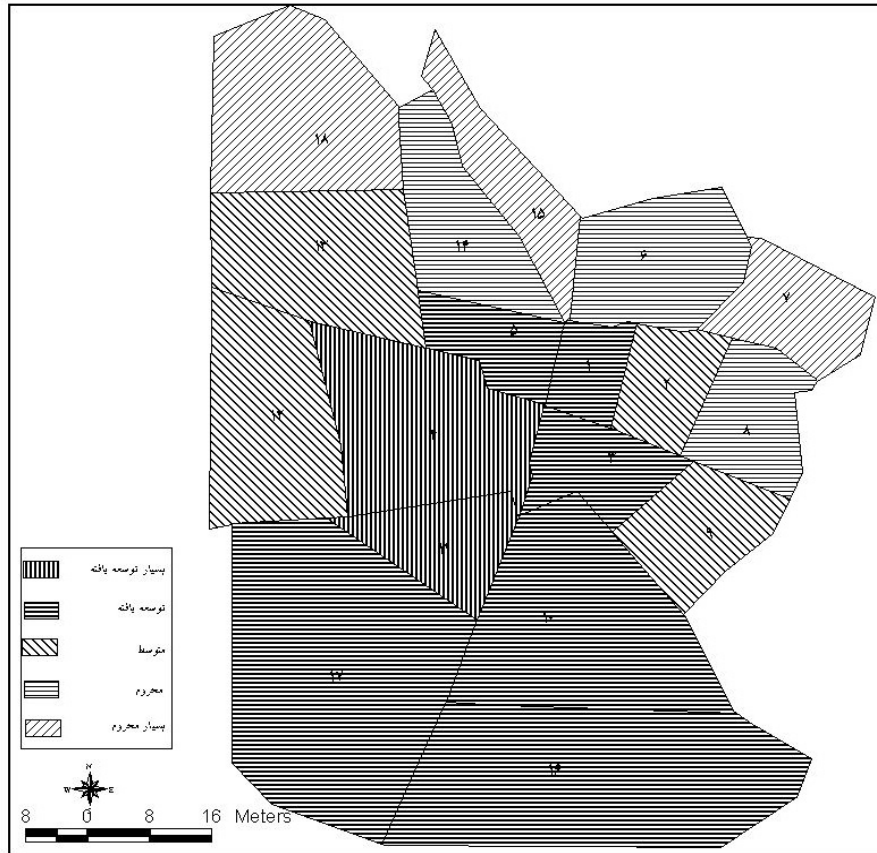 ۱۸
۱۵
۱۳
۱۴
۶
۷
۵
۱
۲
۱۲
۴
۳
۸
۹
۱۱
۱۰
۱۷
۱۶
بسیار توسعه یافته
توسعه یافته
متوسط
محروم
بسیار محروم
N
W E
S
8 0 8 16 Meters